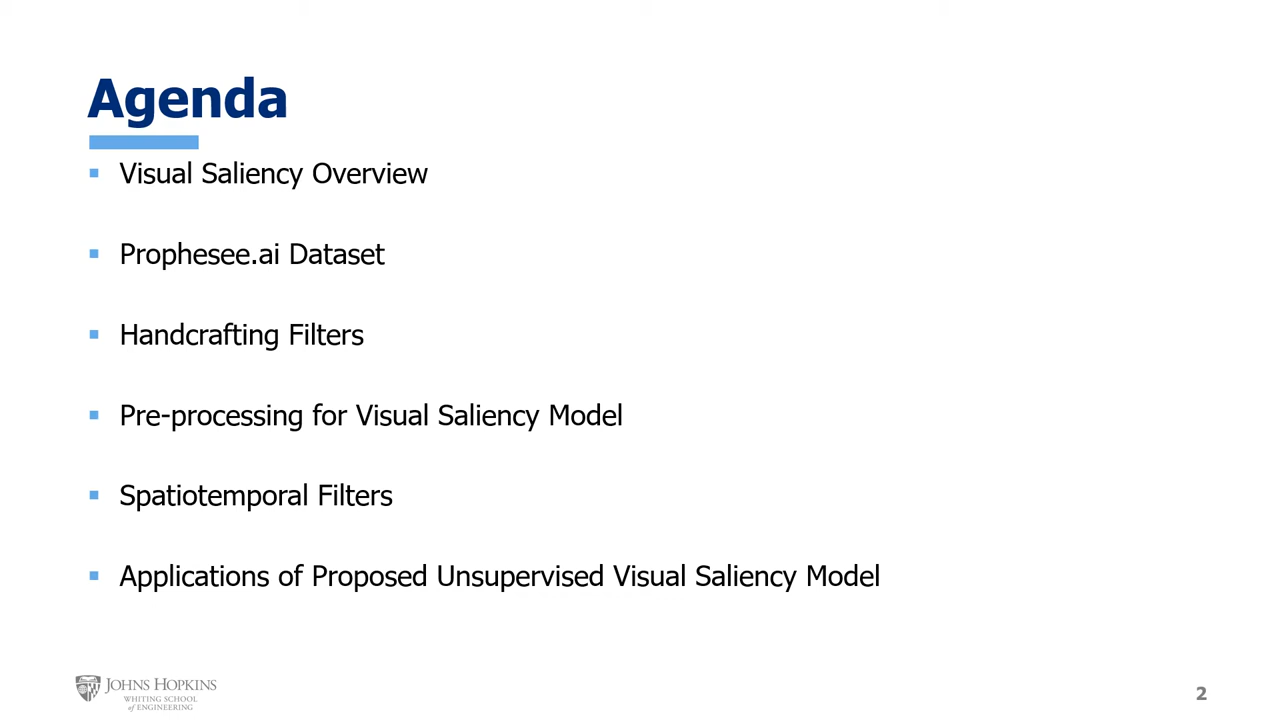 Agenda
Visual Saliency Overview
Prophesee.ai Dataset
Handcrafting Filters
Pre-processing for Visual Saliency Model
Spatiotemporal Filters
Applications of Proposed Unsupervised Visual Saliency Model
JOHNS HOPKINS
WHITING SCHOOL
of ENGINEERING
2